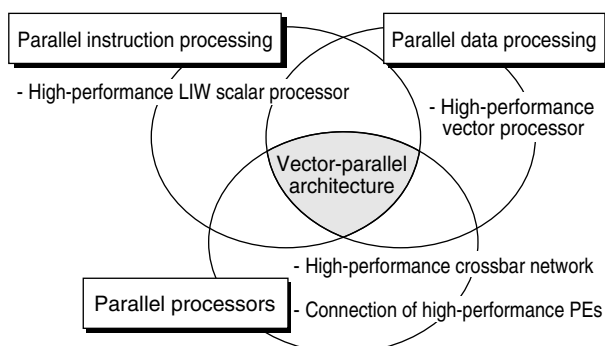 Parallel instruction processing
Parallel data processing
- High-performance LIW scalar processor
- High-performance
vector processor
Vector-parallel
architecture
- High-performance crossbar network
Parallel processors
- Connection of high-performance PEs